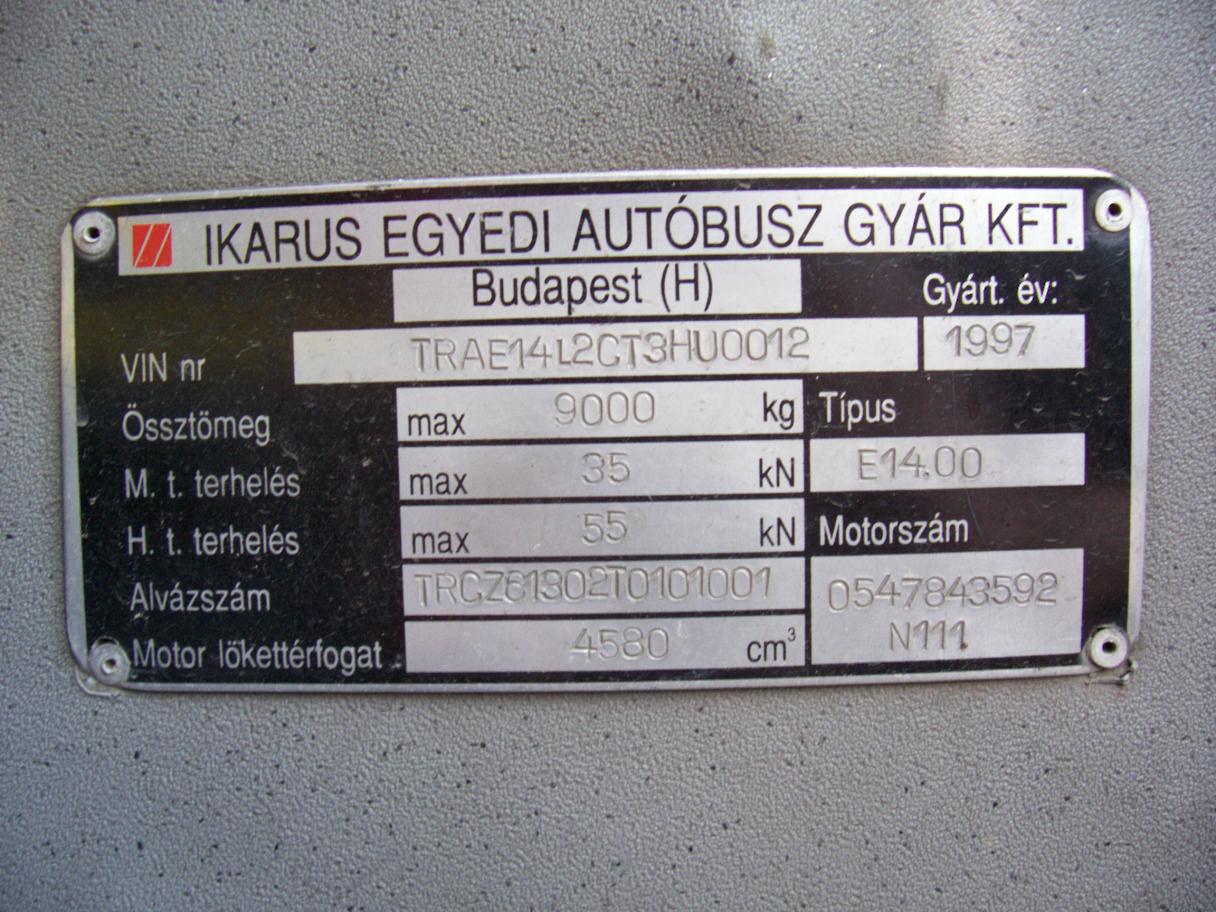 IKARUS EGYEDI AUTÓBUSZ GYÁR KFT.
Budapest (H)
Gyárt. év:
VIN nr TRAE14L2CT3HU0012 1997
Össztömeg max 9000 kg Típus
M. t. terhelés max 35 kN E14.00
H. t. terhelés max 55 kN Motorszám
Alvázszám TRCZ61302T0101001 0547843592
Motor lökettérfogat 4580 cm³ N111